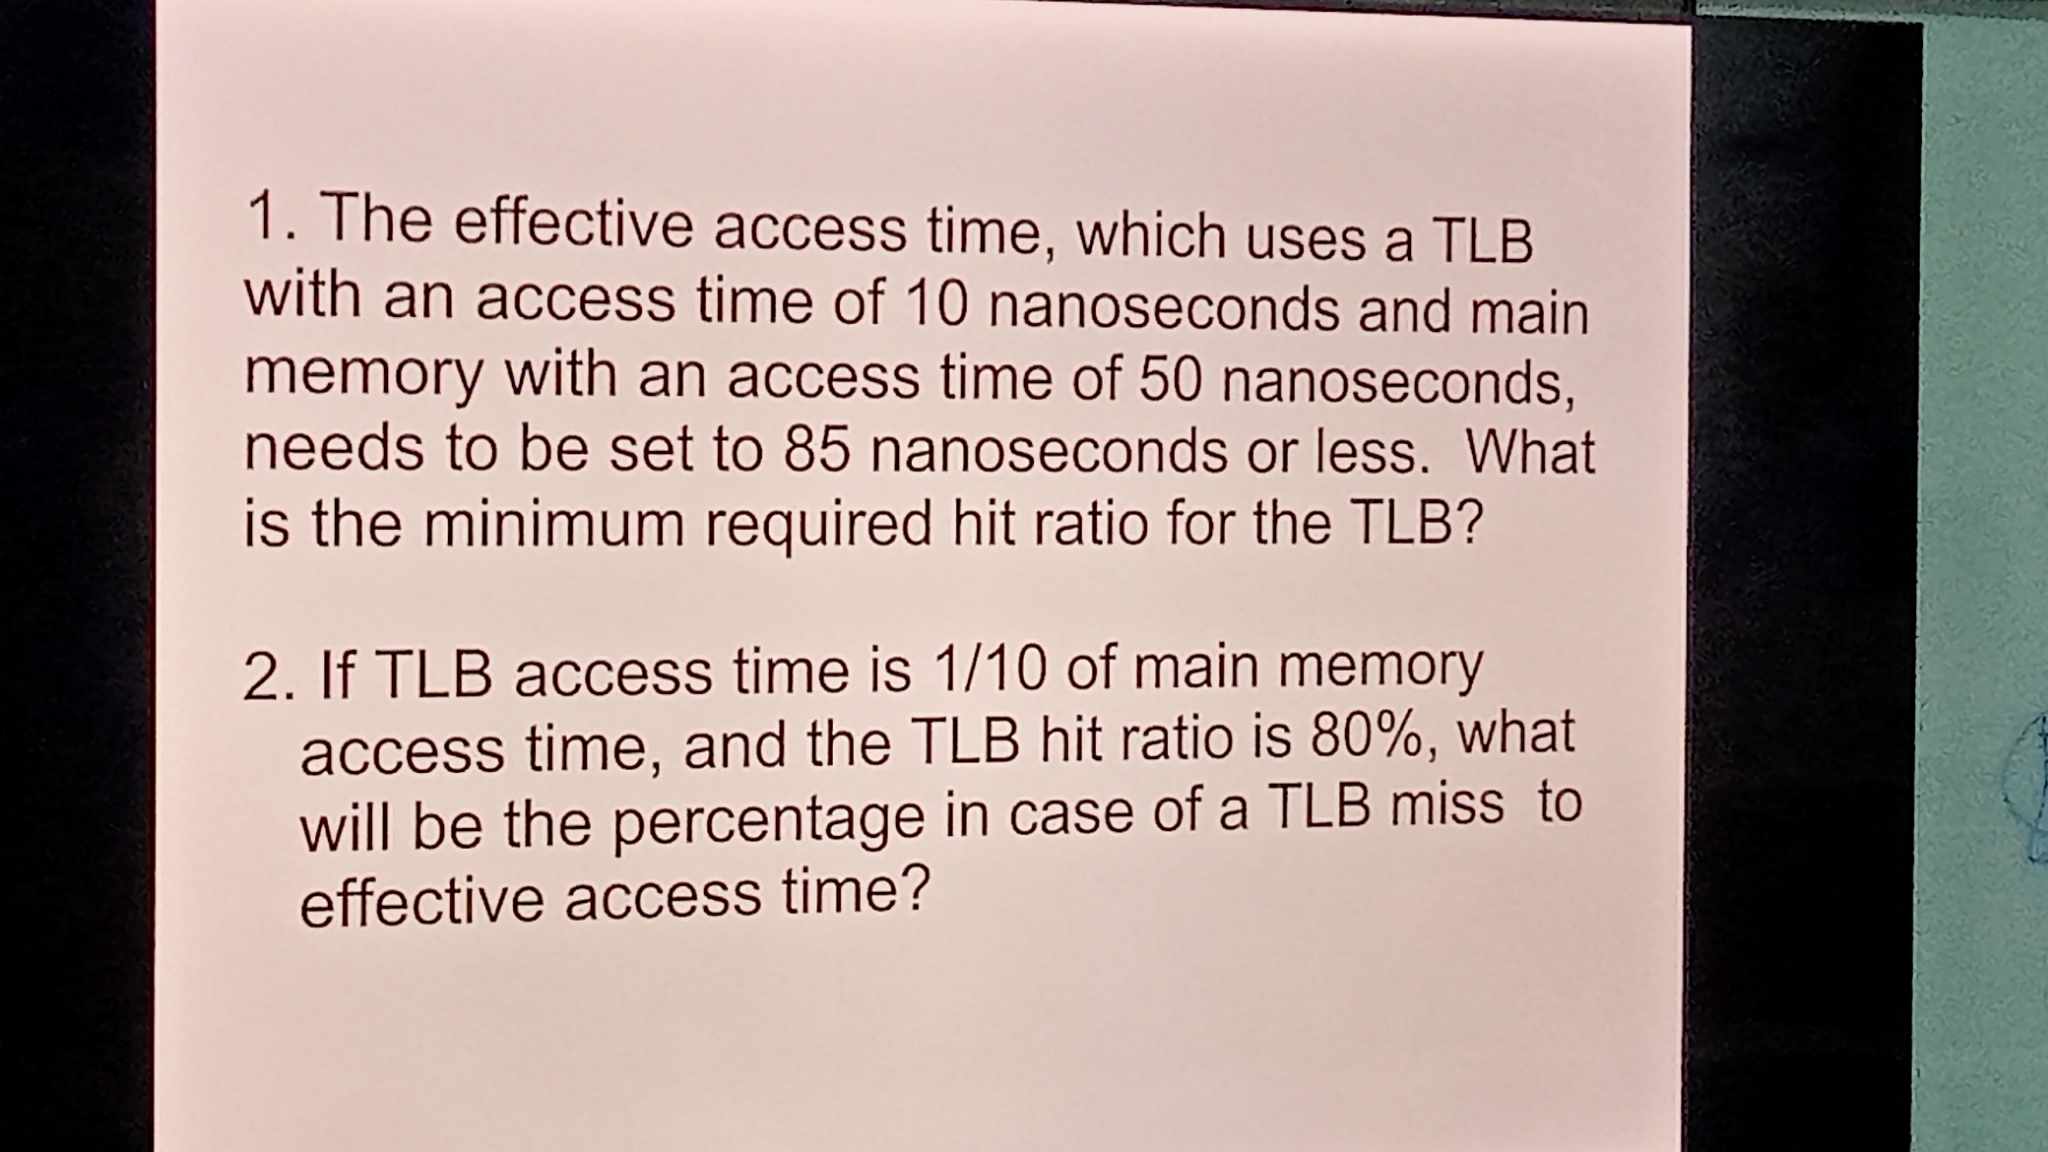 1. The effective access time, which uses a TLB
with an access time of 10 nanoseconds and main
memory with an access time of 50 nanoseconds,
needs to be set to 85 nanoseconds or less. What
is the minimum required hit ratio for the TLB?
2. If TLB access time is 1/10 of main memory
access time, and the TLB hit ratio is 80%, what
will be the percentage in case of a TLB miss to
effective access time?